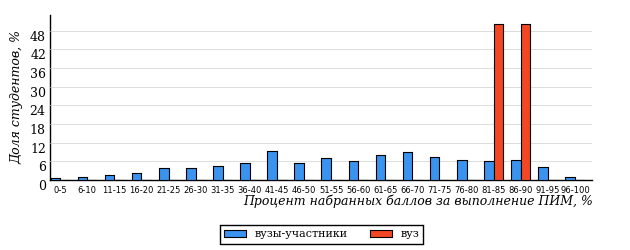 Доля студентов, %
48
42
36
30
24
18
12
6
0
0-5 6-10 11-15 16-20 21-25 26-30 31-35 36-40 41-45 46-50 51-55 56-60 61-65 66-70 71-75 76-80 81-85 86-90 91-95 96-100
Процент набранных баллов за выполнение ПИМ, %
вузы-участники вуз